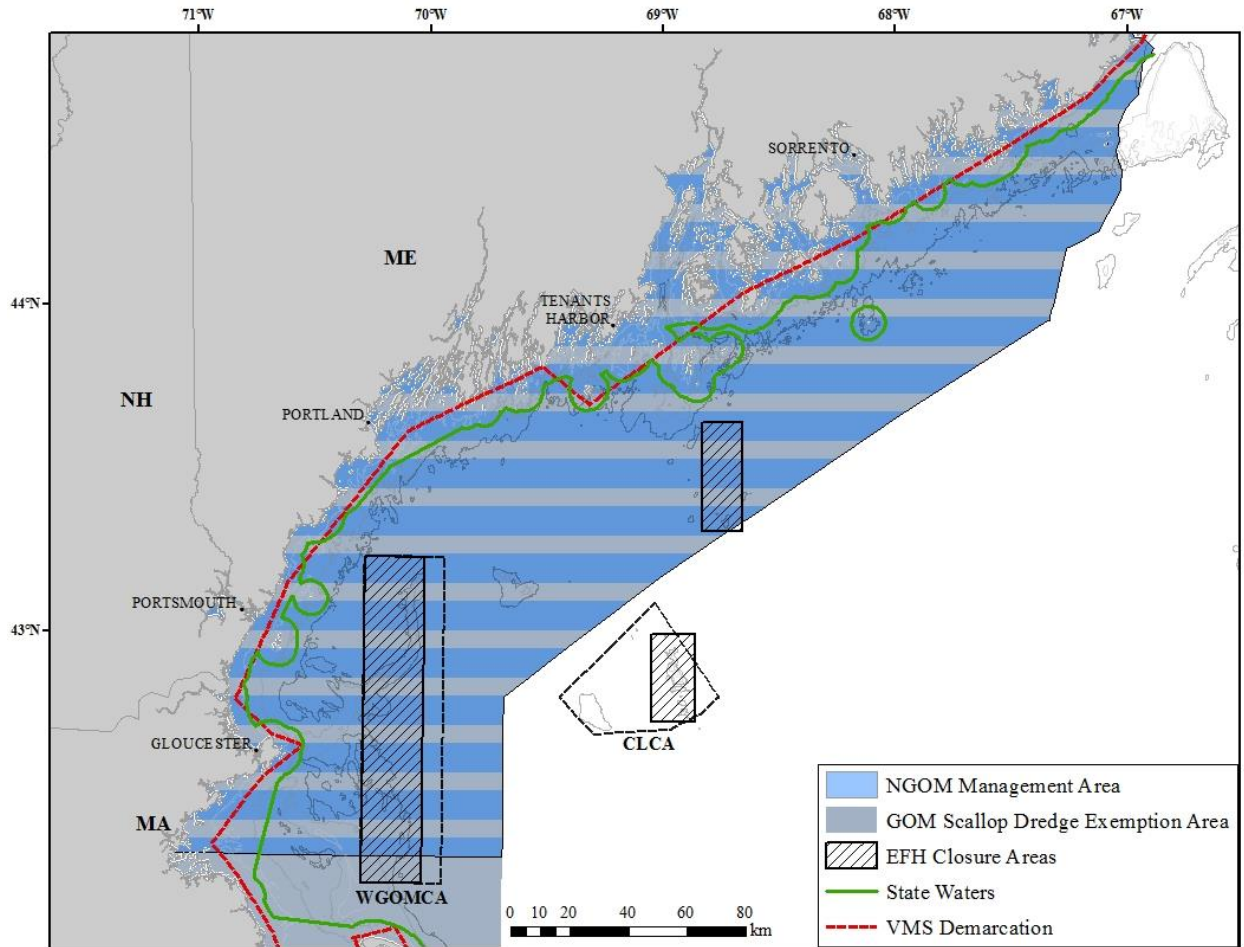 71°W 70°W 69°W 68°W 67°W
SORRENTO
ME
44°N
TENANTS
HARBOR
NH
PORTLAND
PORTSMOUTH
43°N
GLOUCESTER
CLCA
MA
WGOMCA
0 10 20 40 60 80
km
NGOM Management Area
GOM Scallop Dredge Exemption Area
EFH Closure Areas
State Waters
VMS Demarcation